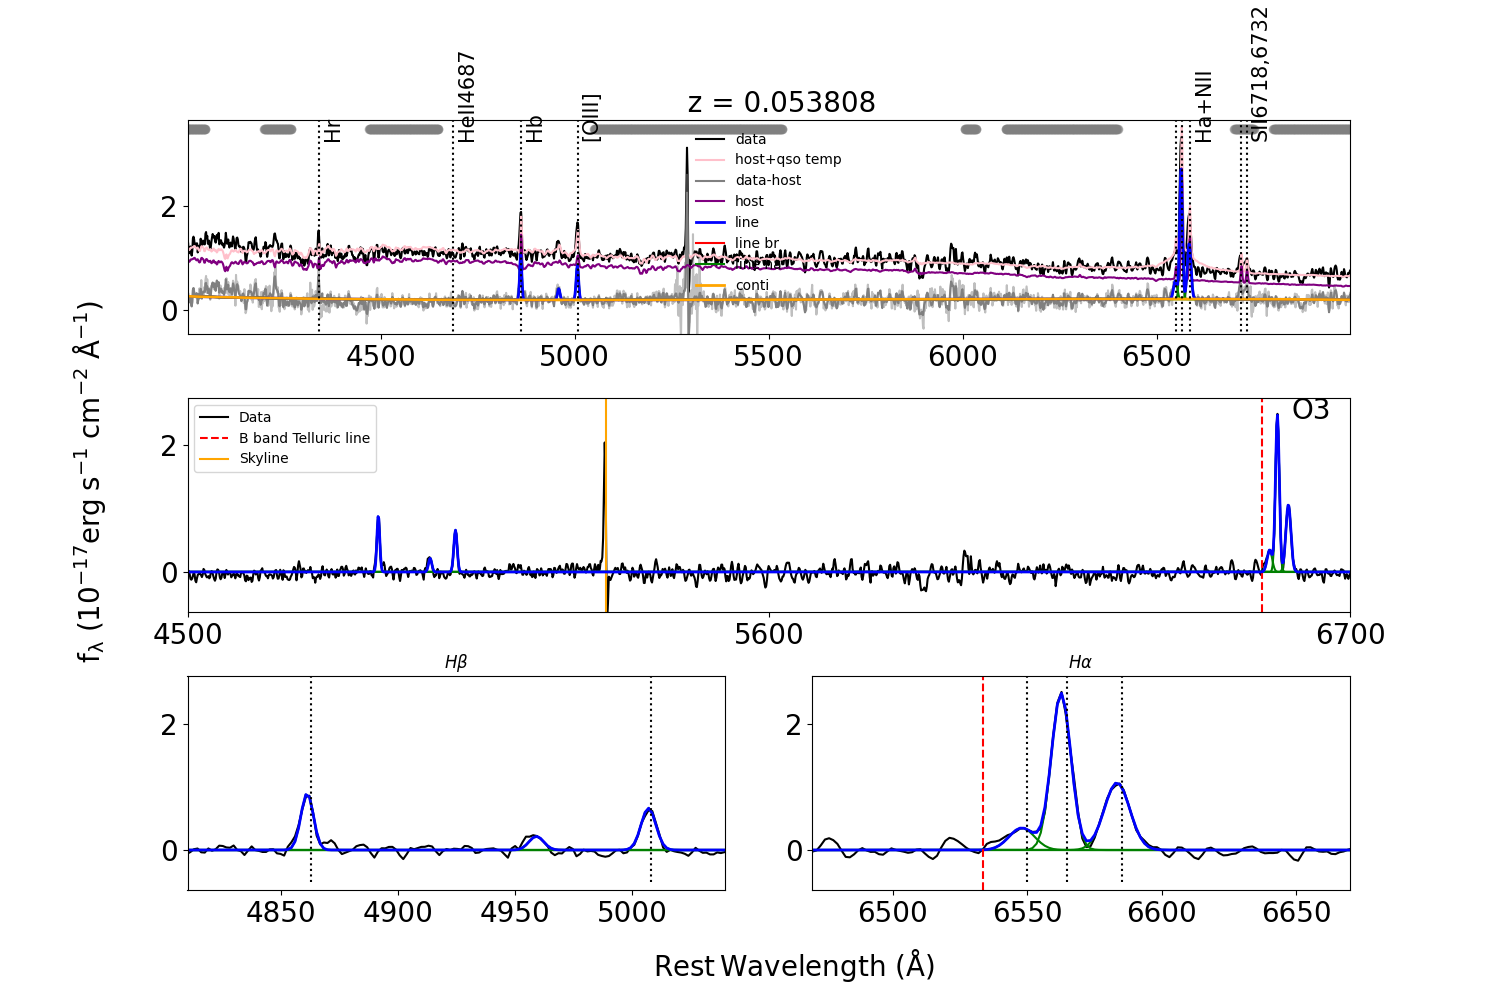 z = 0.053808
Hr
HeII4687
Hb
[OIII]
Ha+NII
SII6718,6732
data
host+qso temp
data-host
host
line
line br
conti
2
0
4500
5000
5500
6000
6500
Data
B band Telluric line
Skyline
O3
2
0
4500
5600
6700
f_λ (10^{-17}erg s^{-1} cm^{-2} Å^{-1})
Hβ
2
0
4850
4900
4950
5000
Hα
2
0
6500
6550
6600
6650
Rest Wavelength (Å)